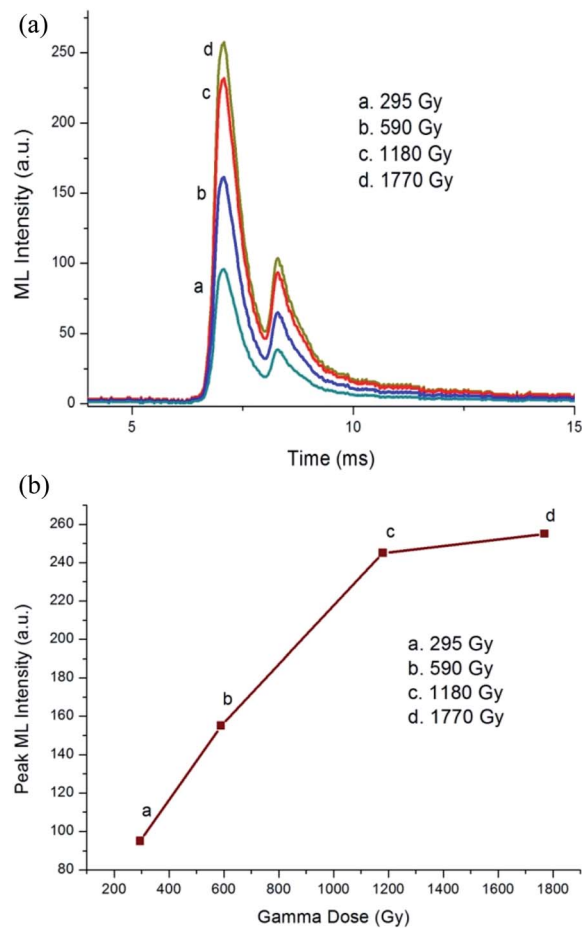 (a)
250
200
150
100
50
0
ML Intensity (a.u.)
d
c
b
a
a. 295 Gy
b. 590 Gy
c. 1180 Gy
d. 1770 Gy
5
10
15
Time (ms)
(b)
260
240
220
200
180
160
140
120
100
80
Peak ML Intensity (a.u.)
a
b
c
d
a. 295 Gy
b. 590 Gy
c. 1180 Gy
d. 1770 Gy
200
400
600
800
1000
1200
1400
1600
1800
Gamma Dose (Gy)